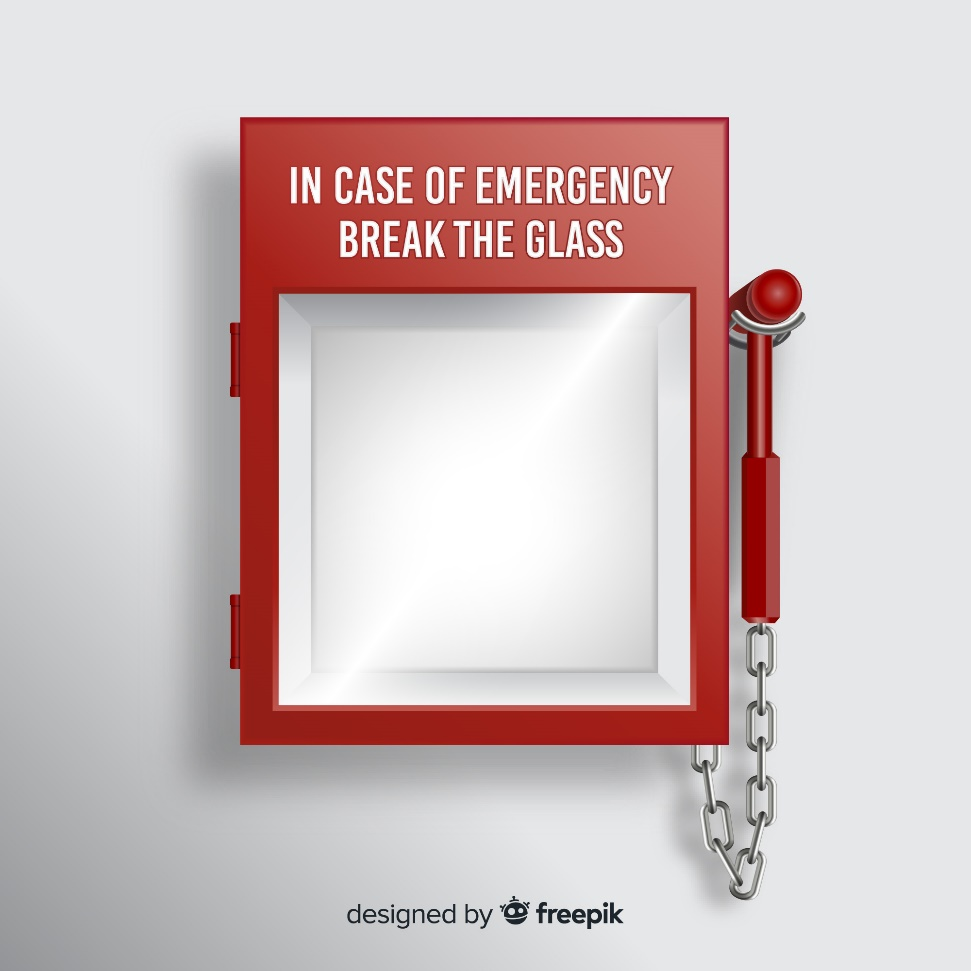 IN CASE OF EMERGENCY
BREAK THE GLASS
designed by freepik